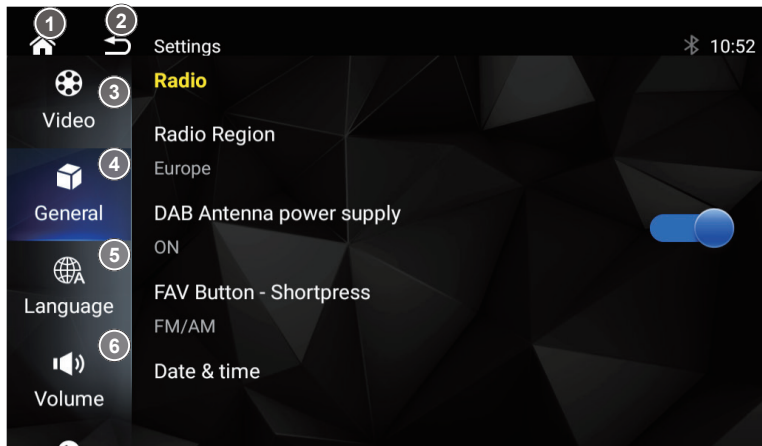 1
2
Settings
10:52
3
Video
4
General
5
Language
6
Volume
Radio
Radio Region
Europe
DAB Antenna power supply
ON
FAV Button - Shortpress
FM/AM
Date & time